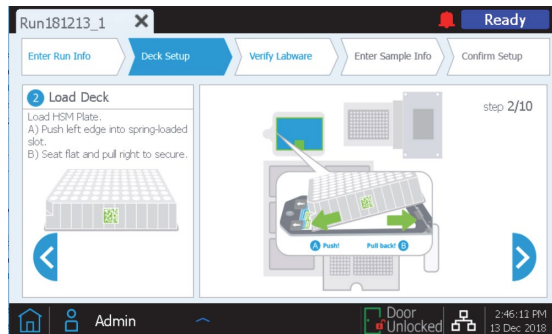 Run181213_1
Ready
Enter Run Info
Deck Setup
Verify Labware
Enter Sample Info
Confirm Setup
2 Load Deck
Load HSM Plate.
A) Push left edge into spring-loaded
slot.
B) Seat flat and pull right to secure.
step 2/10
A Push!
Pull back! B
Admin
Door
Unlocked
2:46:11 PM
13 Dec 2018